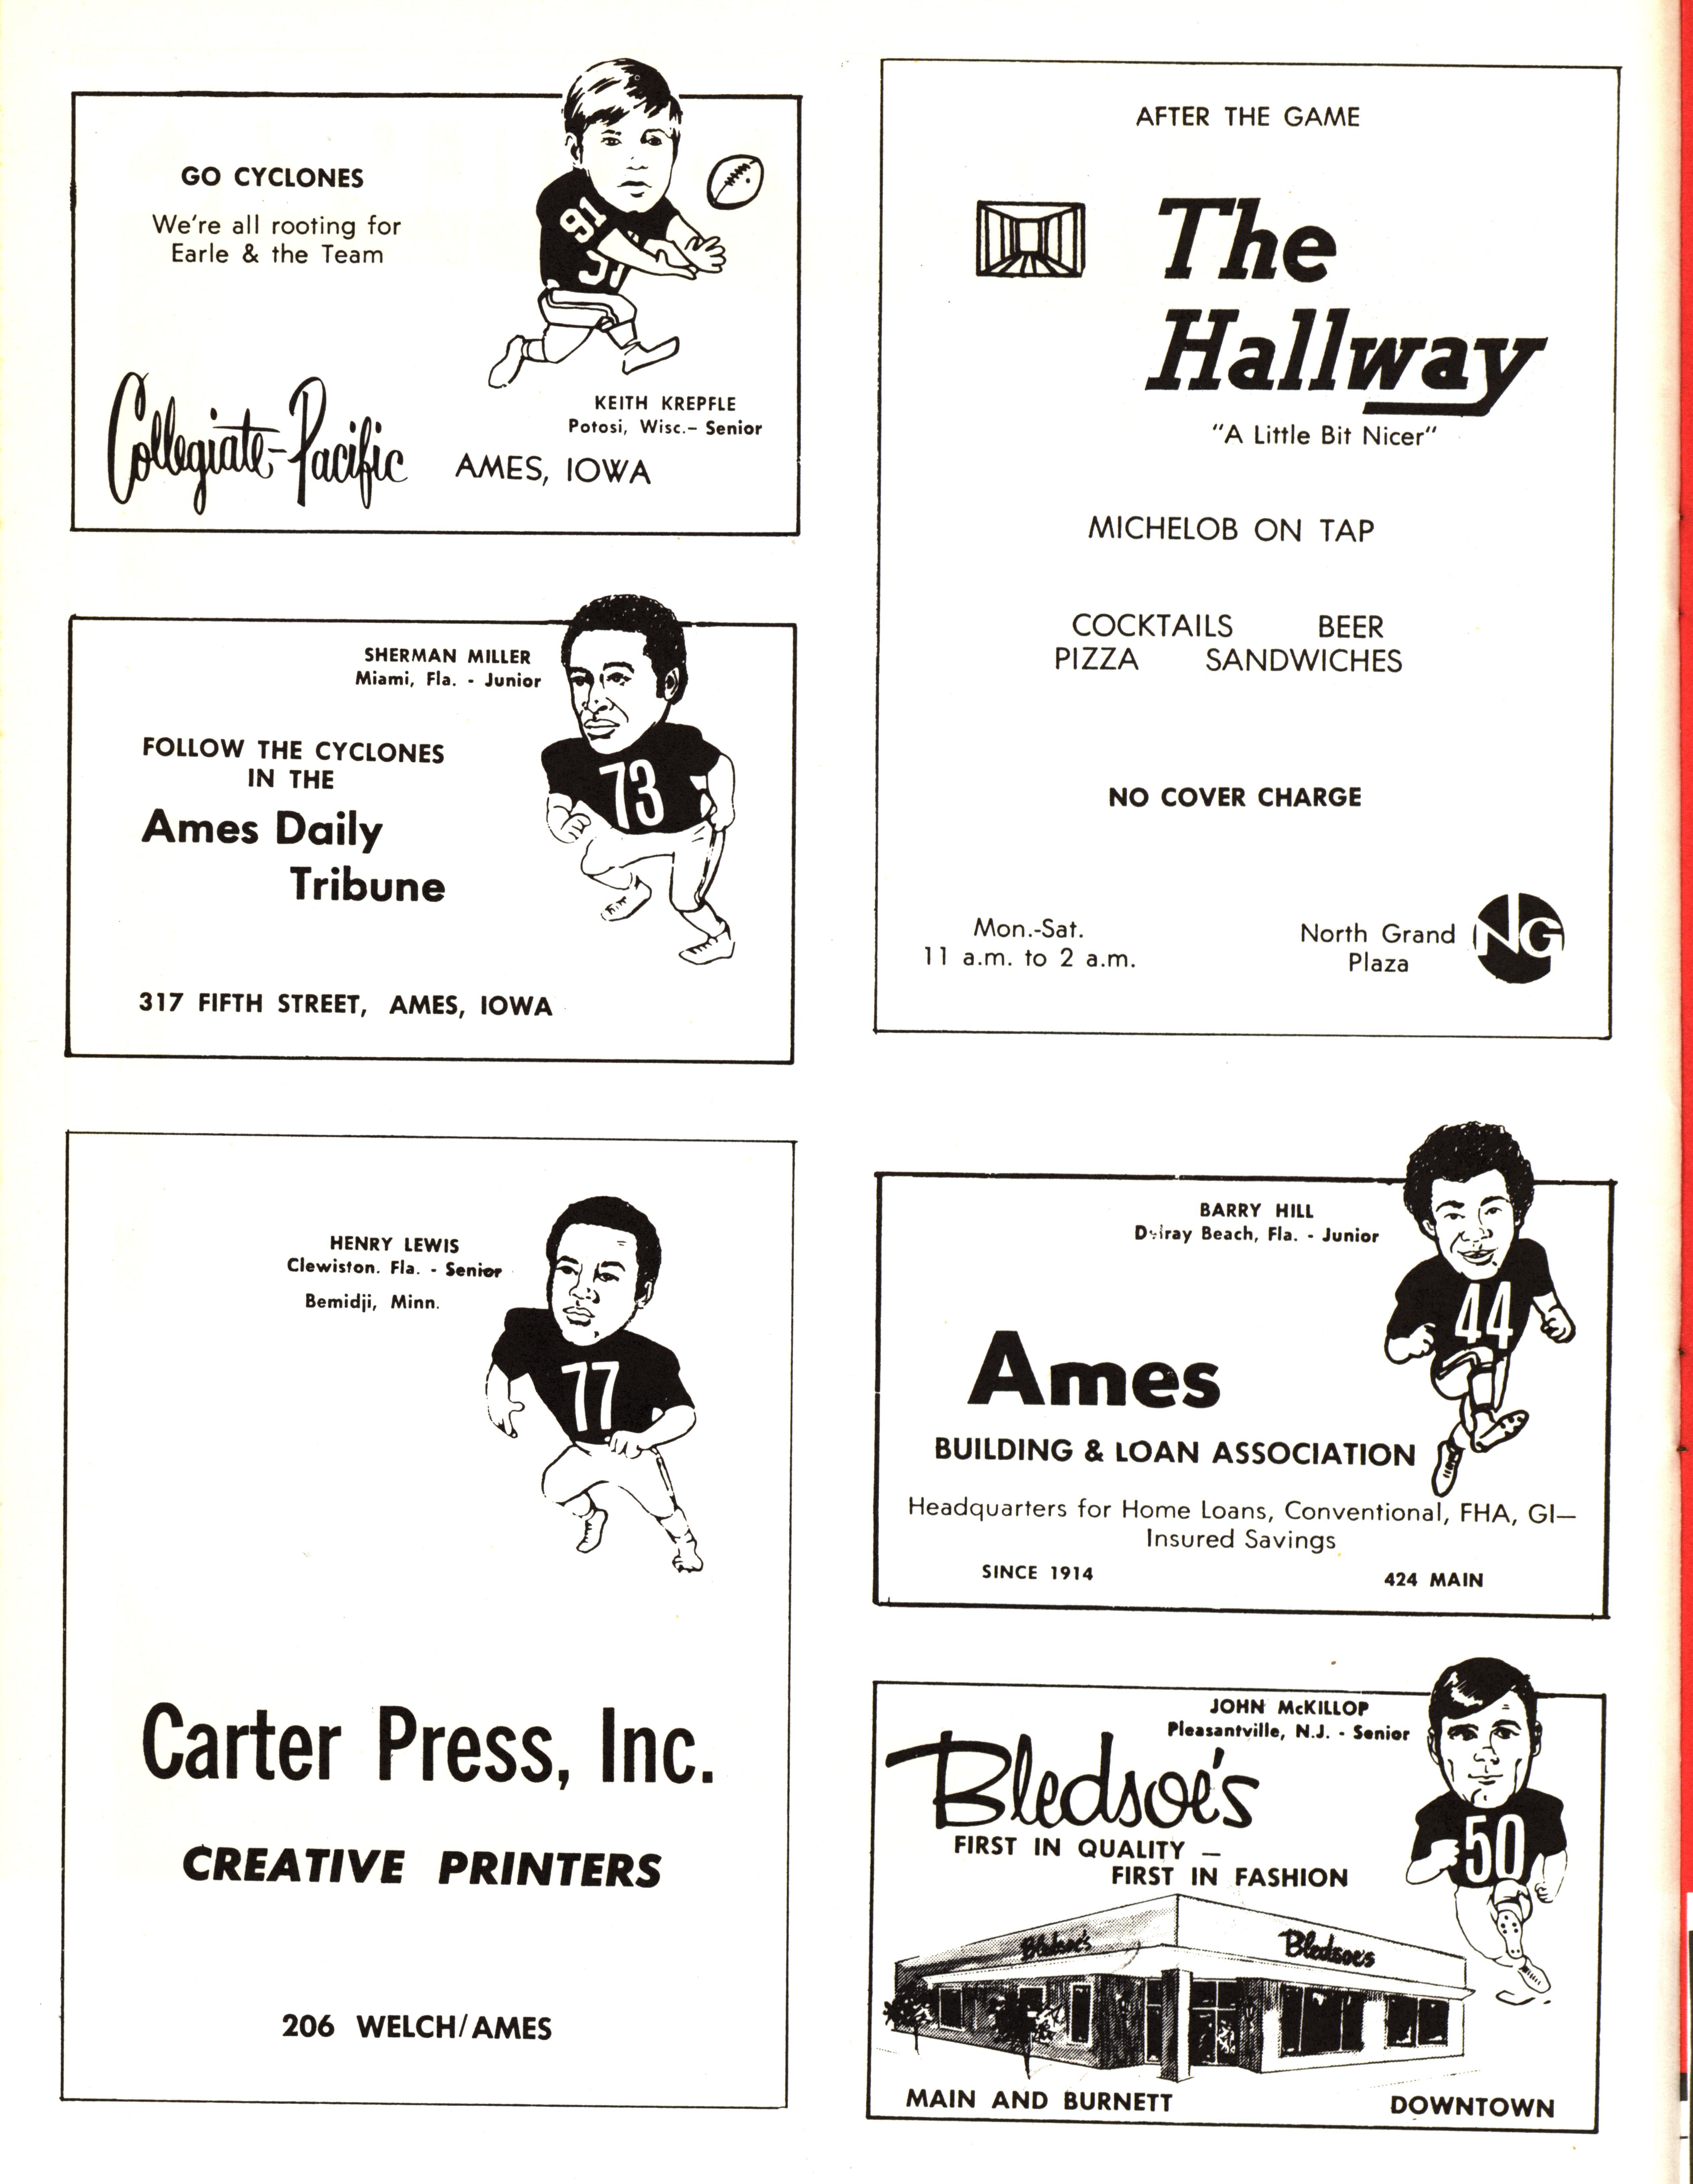 GO CYCLONES
We're all rooting for
Earle & the Team
91
KEITH KREPFLE
Potosi, Wisc.– Senior
Collegiate-Pacific
AMES, IOWA
SHERMAN MILLER
Miami, Fla. - Junior
73
FOLLOW THE CYCLONES
IN THE
Ames Daily
Tribune
317 FIFTH STREET, AMES, IOWA
HENRY LEWIS
Clewiston. Fla. - Senior
Bemidji, Minn.
77
Carter Press, Inc.
CREATIVE PRINTERS
206 WELCH/AMES
AFTER THE GAME
The
Hallway
"A Little Bit Nicer"
MICHELOB ON TAP
COCKTAILS BEER
PIZZA SANDWICHES
NO COVER CHARGE
Mon.-Sat.
11 a.m. to 2 a.m.
North Grand
Plaza
NG
BARRY HILL
Delray Beach, Fla. - Junior
44
Ames
BUILDING & LOAN ASSOCIATION
Headquarters for Home Loans, Conventional, FHA, GI—
Insured Savings
SINCE 1914
424 MAIN
JOHN McKILLOP
Pleasantville, N.J. - Senior
50
Bledsoe's
FIRST IN QUALITY –
FIRST IN FASHION
Bledsoe's
Bledsoe's
MAIN AND BURNETT
DOWNTOWN